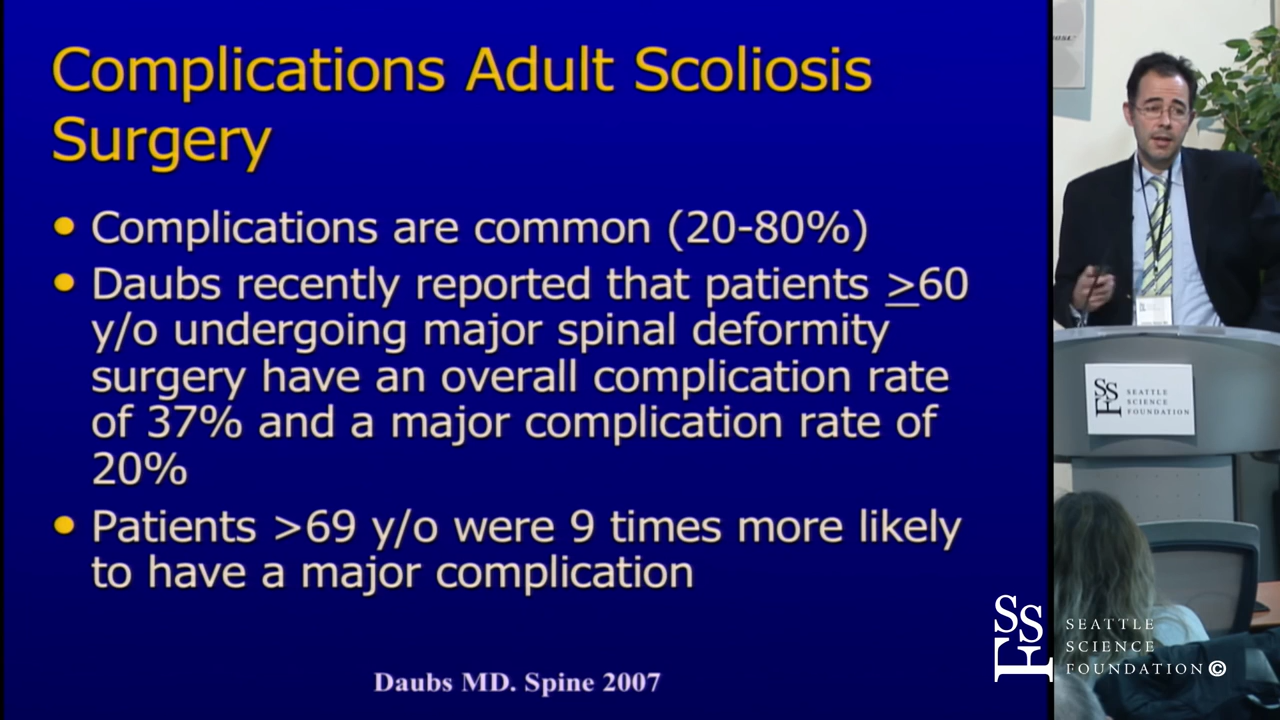 Complications Adult Scoliosis
Surgery
• Complications are common (20-80%)
• Daubs recently reported that patients >60
y/o undergoing major spinal deformity
surgery have an overall complication rate
of 37% and a major complication rate of
20%
• Patients >69 y/o were 9 times more likely
to have a major complication
Daubs MD. Spine 2007
SSF
SEATTLE
SCIENCE
FOUNDATION
SSF
SEATTLE
SCIENCE
FOUNDATION©